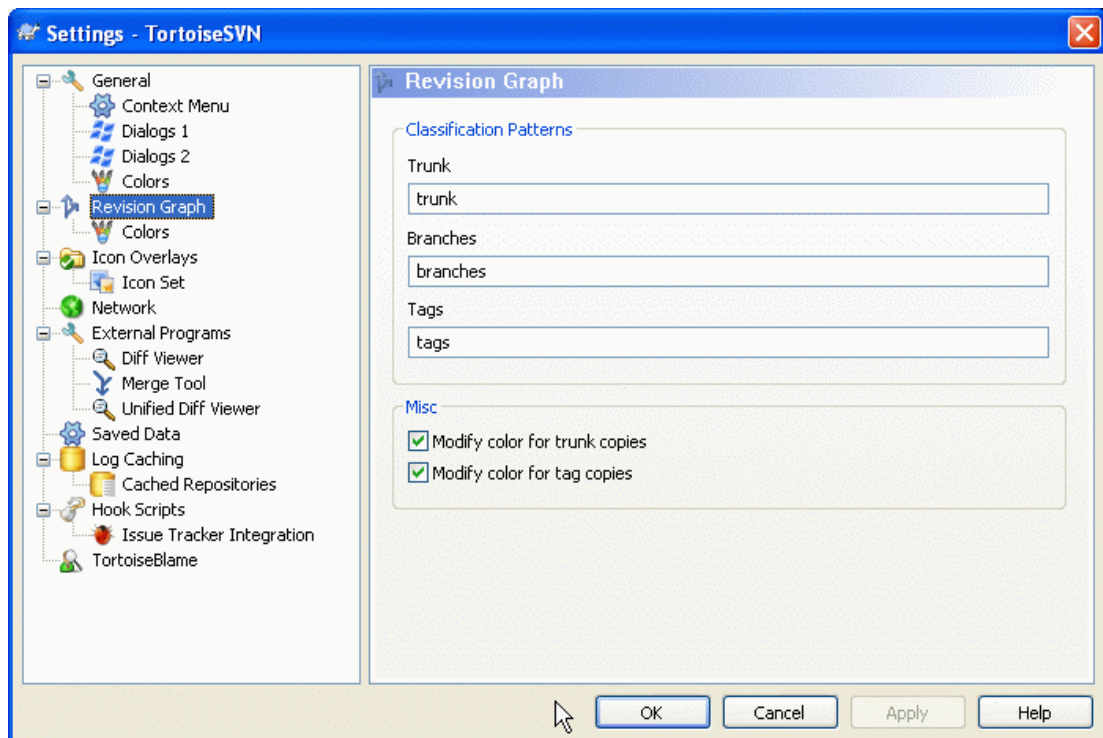 Settings - TortoiseSVN
General
Context Menu
Dialogs 1
Dialogs 2
Colors
Revision Graph
Colors
Icon Overlays
Icon Set
Network
External Programs
Diff Viewer
Merge Tool
Unified Diff Viewer
Saved Data
Log Caching
Cached Repositories
Hook Scripts
Issue Tracker Integration
TortoiseBlame
Revision Graph
Classification Patterns
Trunk
trunk
Branches
branches
Tags
tags
Misc
Modify color for trunk copies
Modify color for tag copies
OK Cancel Apply Help